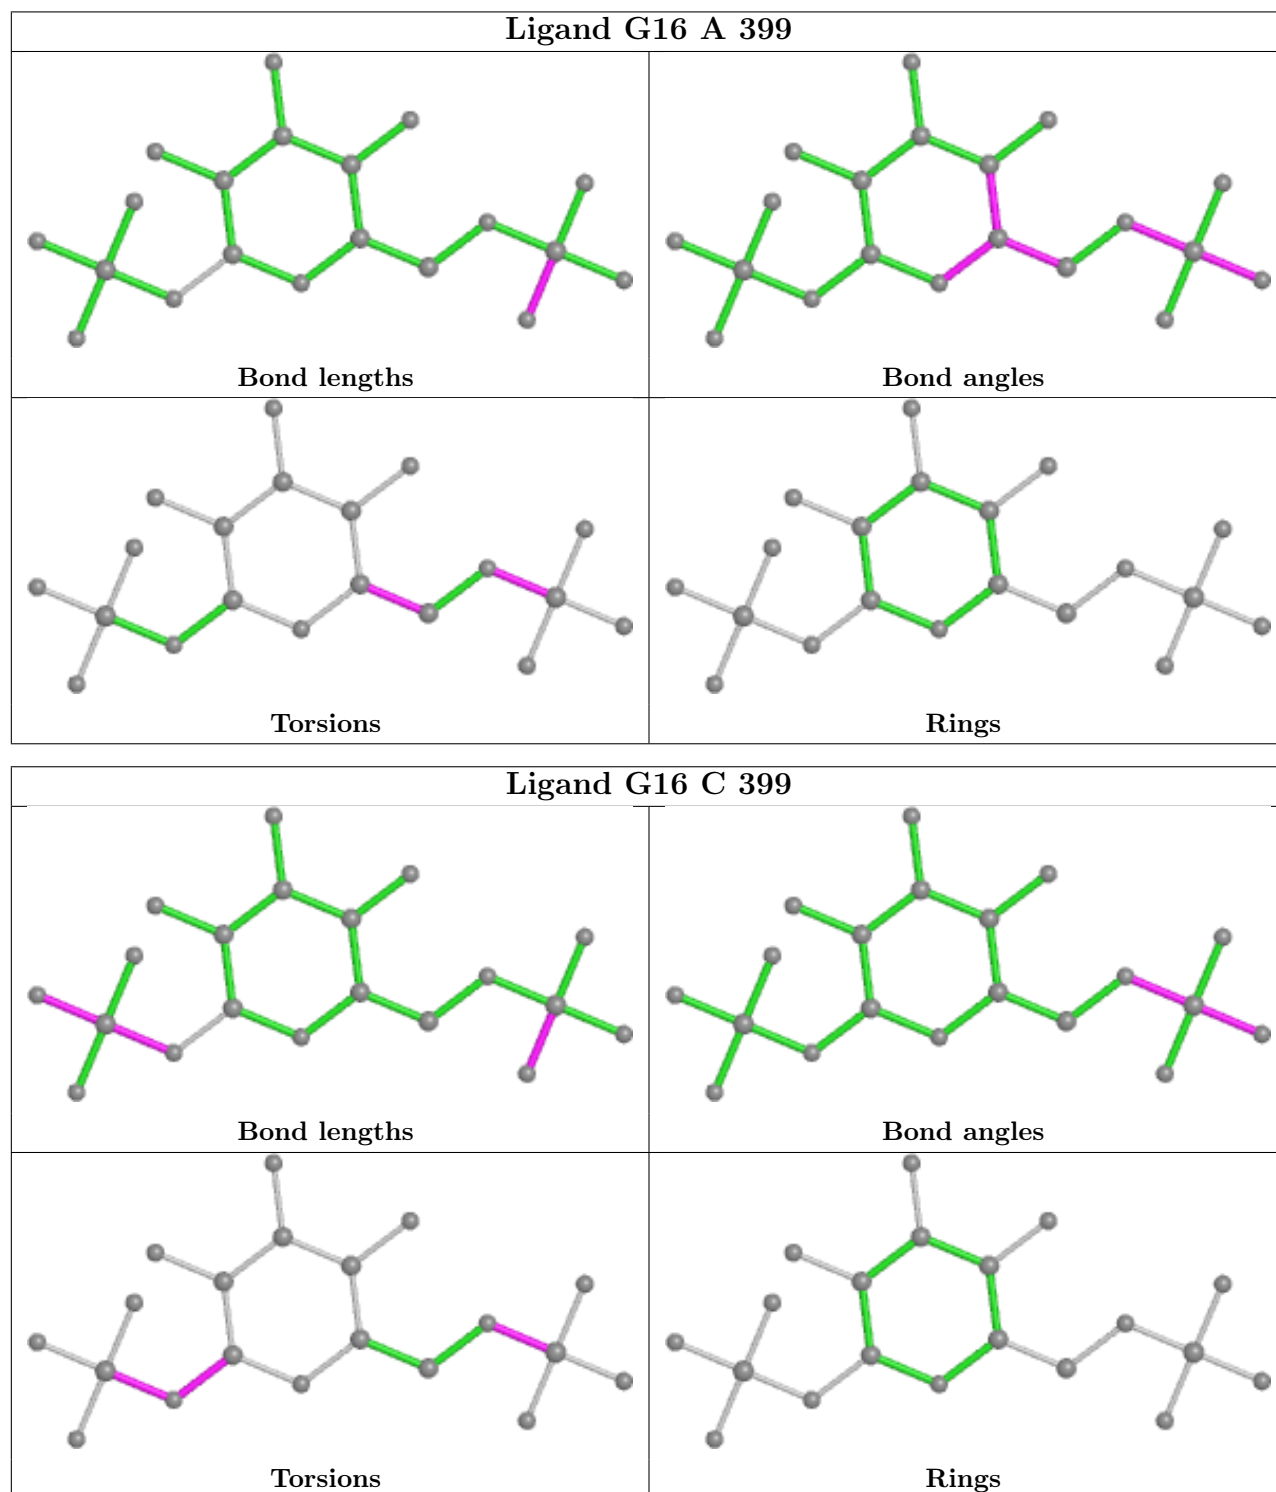 Ligand G16 A 399
Bond lengths
Bond angles
Torsions
Rings
Ligand G16 C 399
Bond lengths
Bond angles
Torsions
Rings